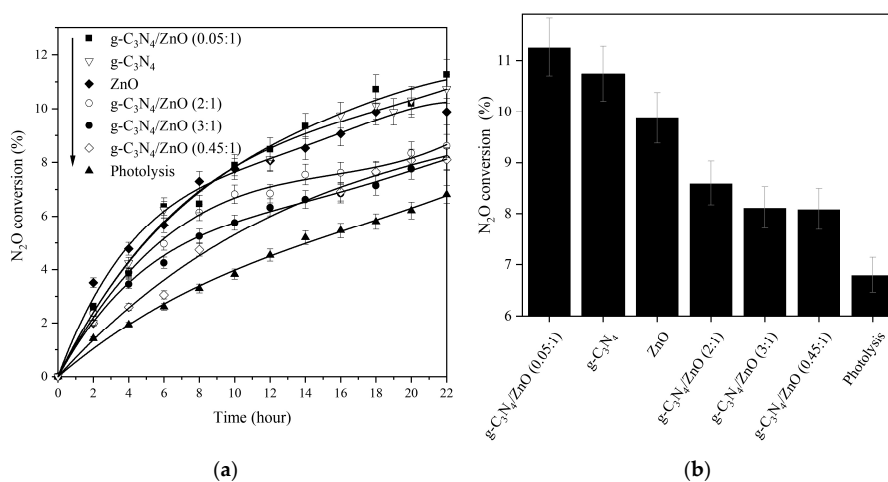 g-C₃N₄/ZnO (0.05:1)
g-C₃N₄
ZnO
g-C₃N₄/ZnO (2:1)
g-C₃N₄/ZnO (3:1)
g-C₃N₄/ZnO (0.45:1)
Photolysis
N₂O conversion (%)
12
10
8
6
4
2
0
0 2 4 6 8 10 12 14 16 18 20 22
Time (hour)
(a)
N₂O conversion (%)
11
10
9
8
7
6
g-C₃N₄/ZnO (0.05:1)
g-C₃N₄
ZnO
g-C₃N₄/ZnO (2:1)
g-C₃N₄/ZnO (3:1)
g-C₃N₄/ZnO (0.45:1)
Photolysis
(b)